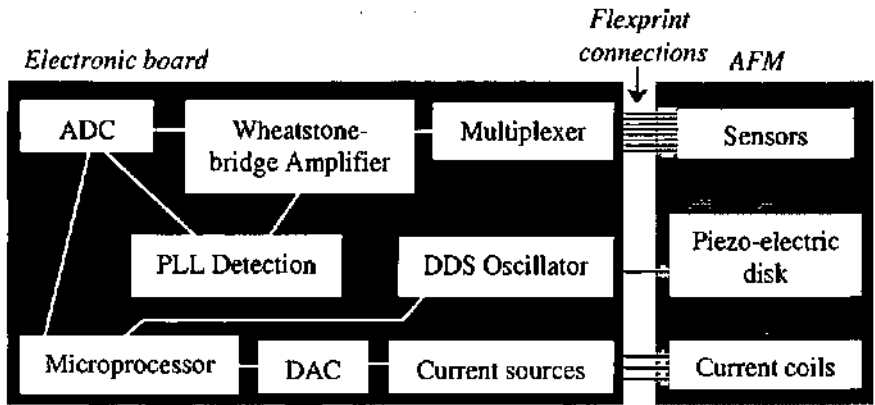 Flexprint
connections
Electronic board
AFM
ADC
Wheatstone-
bridge Amplifier
Multiplexer
Sensors
PLL Detection
DDS Oscillator
Piezo-electric
disk
Microprocessor
DAC
Current sources
Current coils